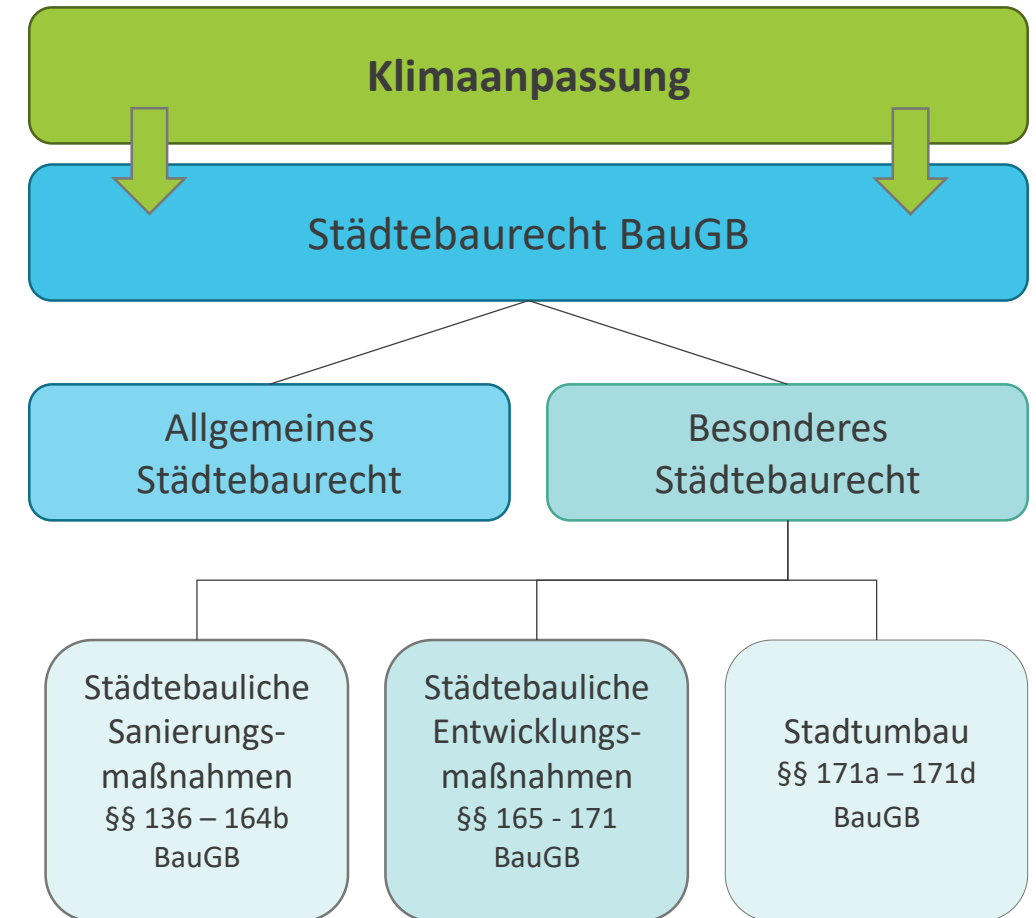 Klimaanpassung
Städtebaurecht BauGB
Allgemeines
Städtebaurecht
Besonderes
Städtebaurecht
Städtebauliche
Sanierungs-
maßnahmen
§§ 136 – 164b
BauGB
Städtebauliche
Entwicklungs-
maßnahmen
§§ 165 - 171
BauGB
Stadtumbau
§§ 171a – 171d
BauGB